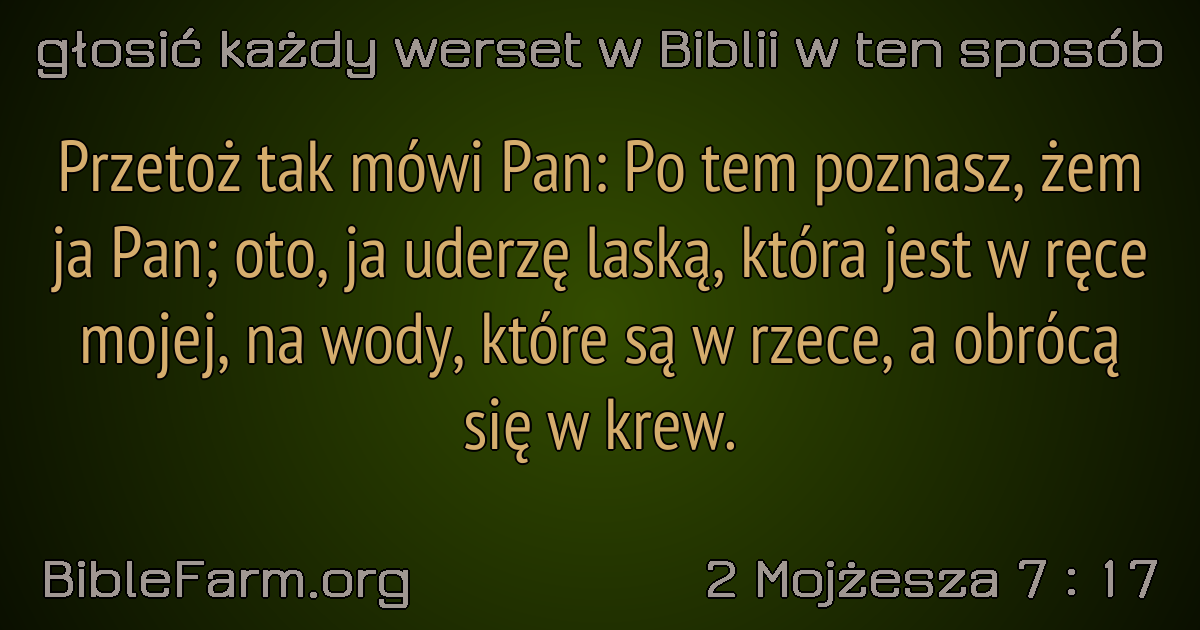 głosić każdy werset w Biblii w ten sposób
Przetoż tak mówi Pan: Po tem poznasz, żem
ja Pan; oto, ja uderzę laską, która jest w ręce
mojej, na wody, które są w rzece, a obrócą
się w krew.
BibleFarm.org
2 Mojżesza 7 : 17